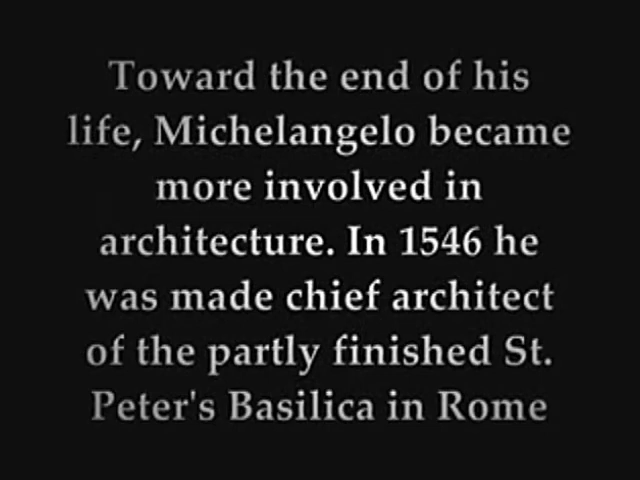 Toward the end of his
life, Michelangelo became
more involved in
architecture. In 1546 he
was made chief architect
of the partly finished St.
Peter's Basilica in Rome